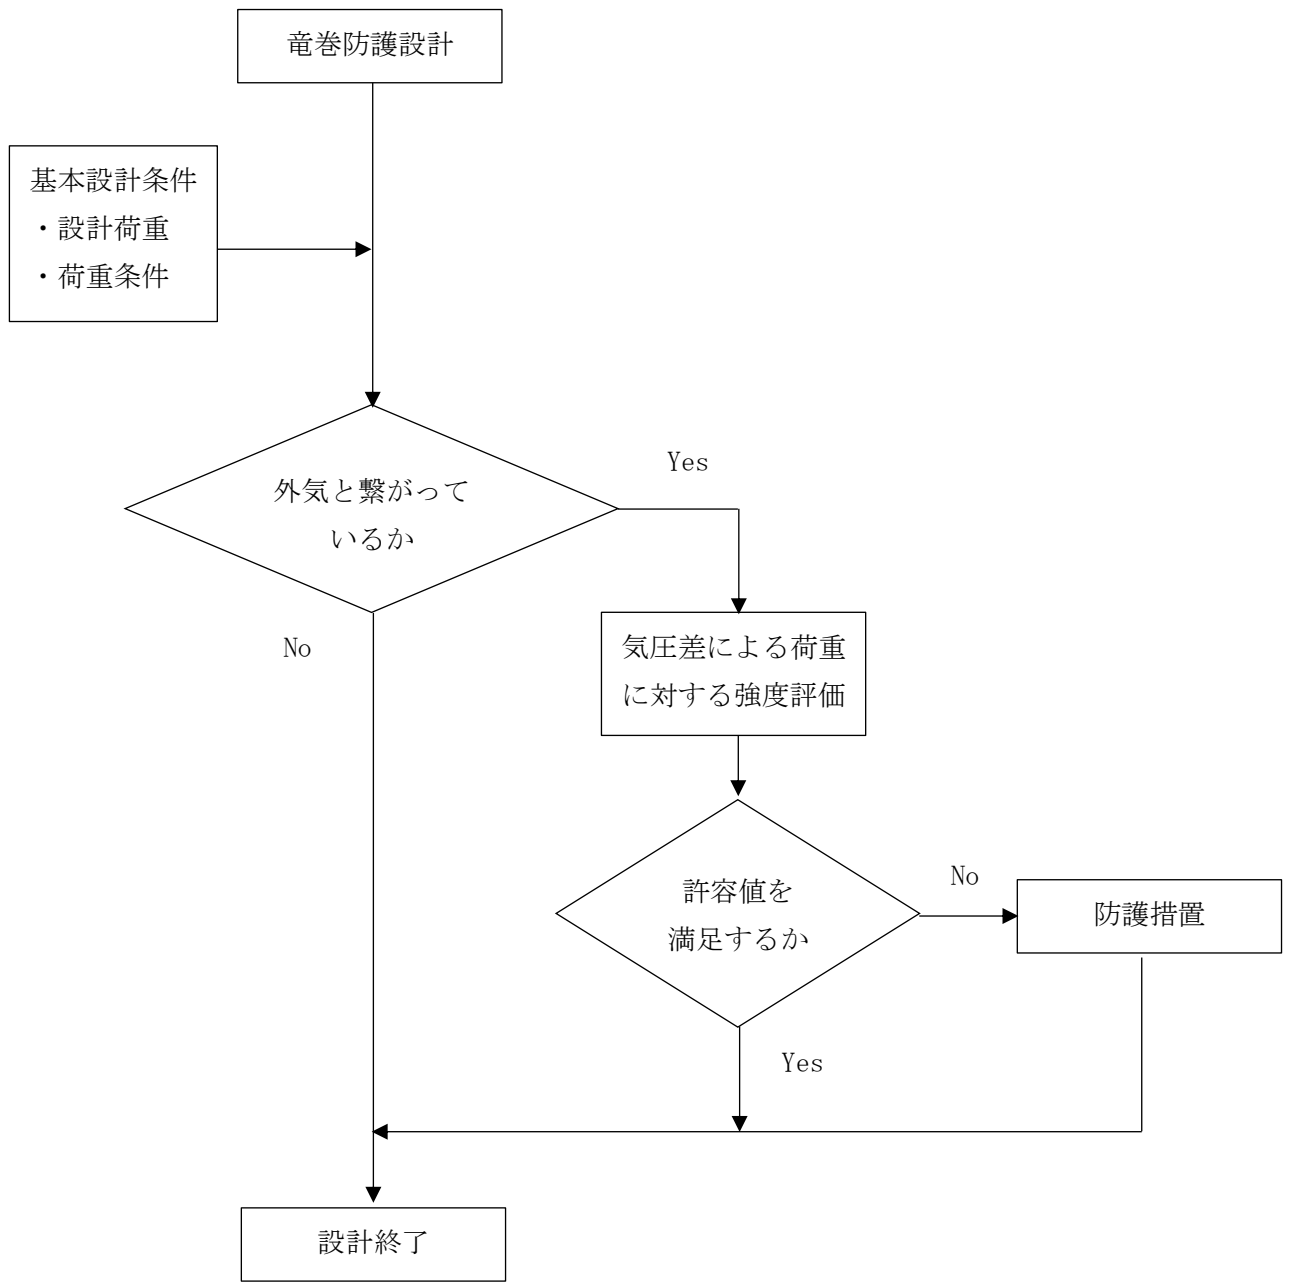 竜巻防護設計
基本設計条件
・設計荷重
・荷重条件
外気と繋がって
いるか
Yes
No
気圧差による荷重
に対する強度評価
許容値を
満足するか
No
防護措置
Yes
設計終了